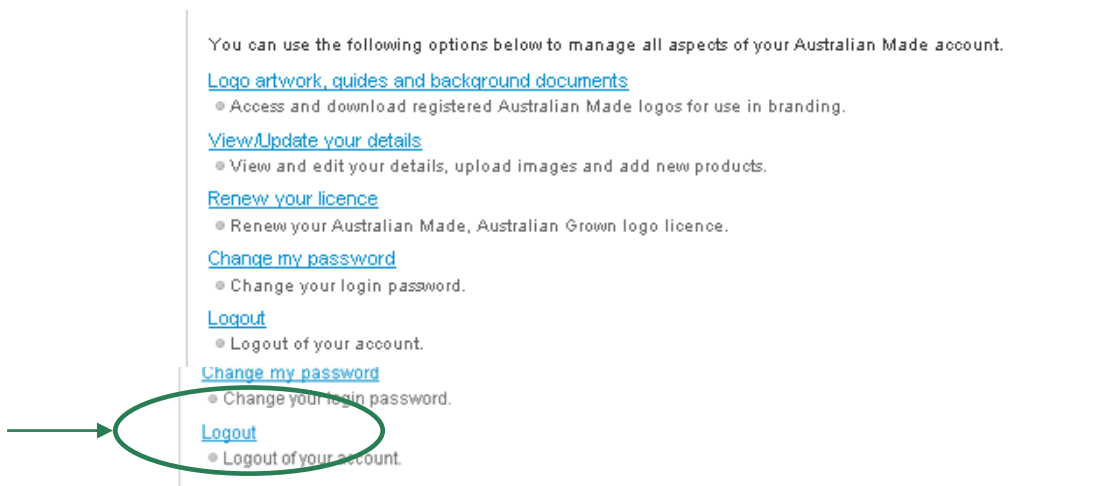 You can use the following options below to manage all aspects of your Australian Made account.
Logo artwork, guides and background documents
Access and download registered Australian Made logos for use in branding.
View/Update your details
View and edit your details, upload images and add new products.
Renew your licence
Renew your Australian Made, Australian Grown logo licence.
Change my password
Change your login password.
Logout
Logout of your account.
Change my password
Change your login password.
Logout
Logout of your account.